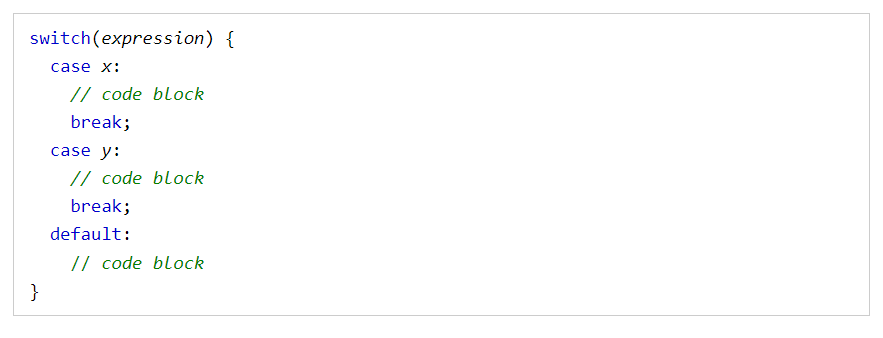 switch(expression) {
  case x:
    // code block
    break;
  case y:
    // code block
    break;
  default:
    // code block
}